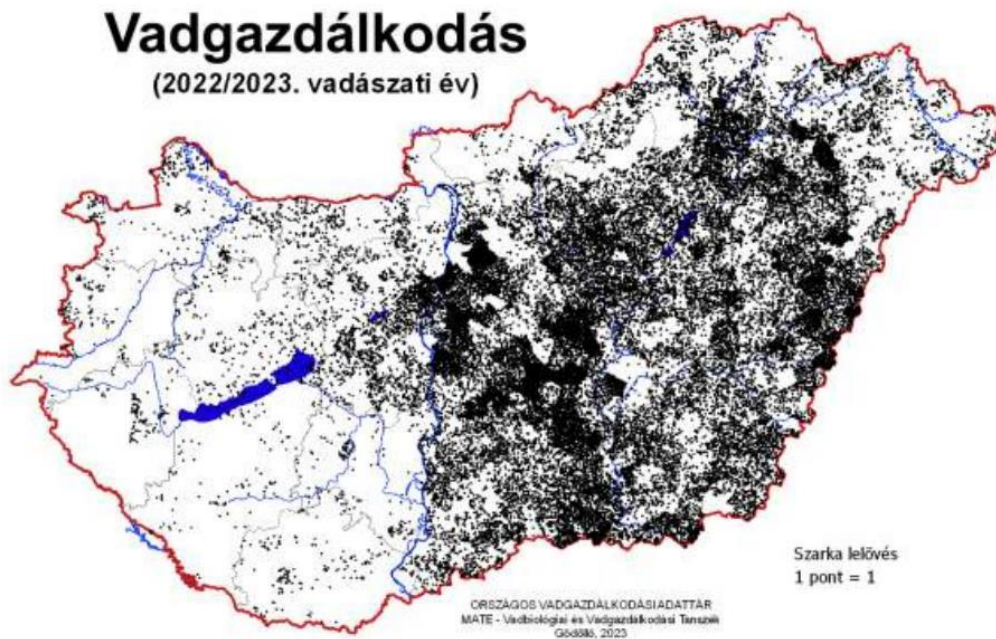 Vadgazdálkodás
(2022/2023. vadászati év)
Szarka lelövés
1 pont = 1
ORSZÁGOS VADGAZDÁLKODÁSI ADATTÁR
MATE - Vadbiológiai és Vadgazdálkodási Tanszék
Gödöllő, 2023